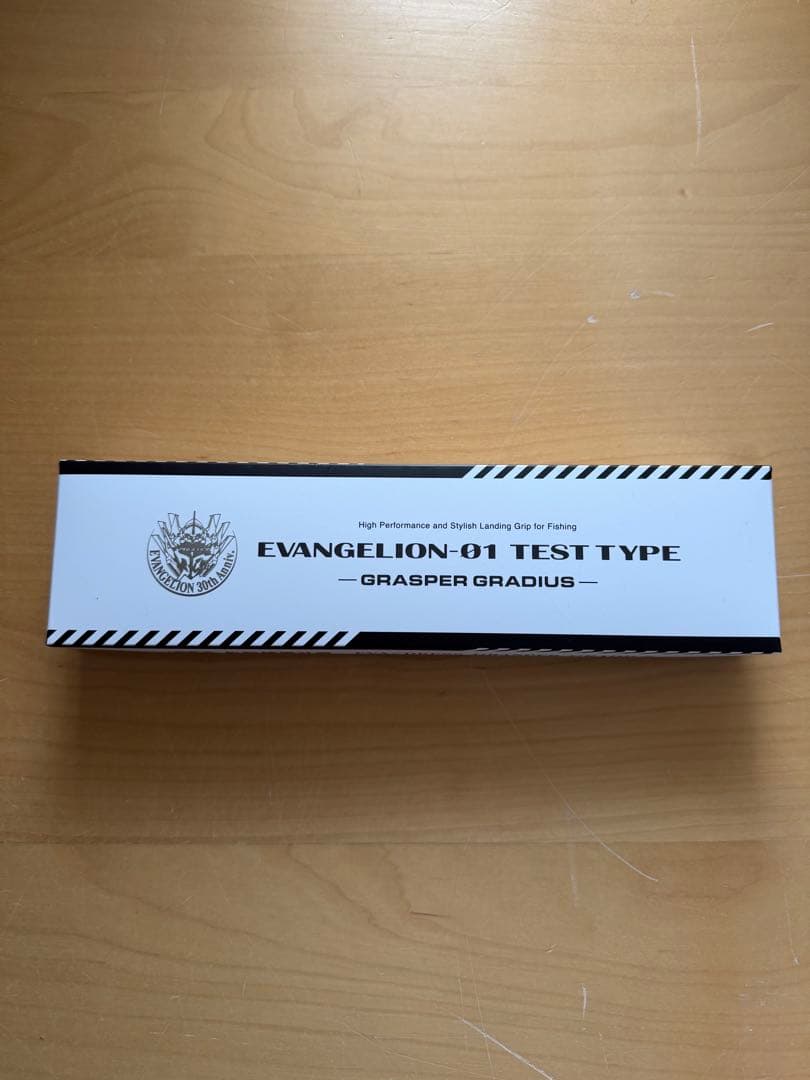 High Performance and Stylish Landing Grip for Fishing
EVANGELION-01 TEST TYPE
—GRASPER GRADIUS—
EVANGELION 30th Anniv.